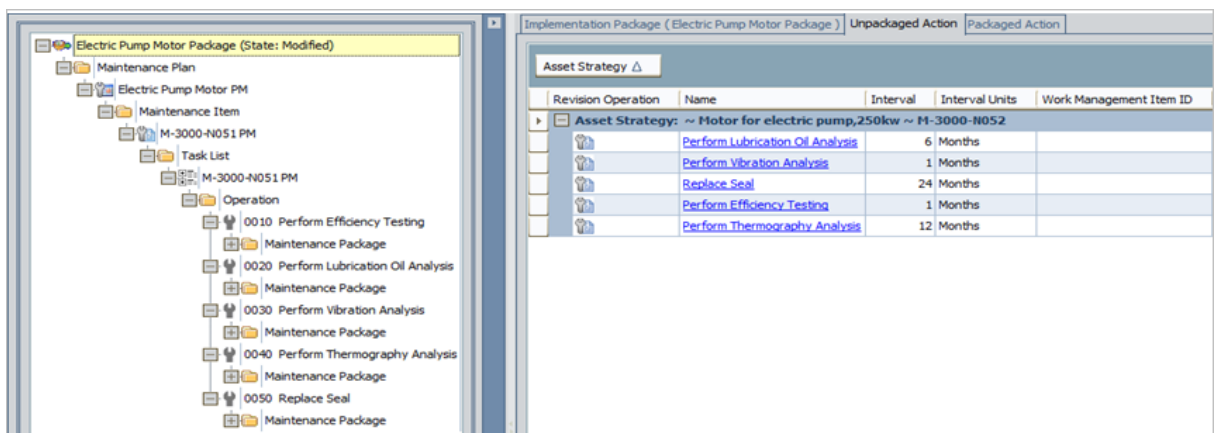 Electric Pump Motor Package (State: Modified)
Maintenance Plan
Electric Pump Motor PM
Maintenance Item
M-3000-N051 PM
Task List
M-3000-N051 PM
Operation
0010 Perform Efficiency Testing
Maintenance Package
0020 Perform Lubrication Oil Analysis
Maintenance Package
0030 Perform Vibration Analysis
Maintenance Package
0040 Perform Thermography Analysis
Maintenance Package
0050 Replace Seal
Maintenance Package
Implementation Package ( Electric Pump Motor Package ) Unpackaged Action Packaged Action
Asset Strategy △
Revision Operation Name Interval Interval Units Work Management Item ID
Asset Strategy: ~ Motor for electric pump,250kw ~ M-3000-N052
Perform Lubrication Oil Analysis 6 Months
Perform Vibration Analysis 1 Months
Replace Seal 24 Months
Perform Efficiency Testing 1 Months
Perform Thermography Analysis 12 Months